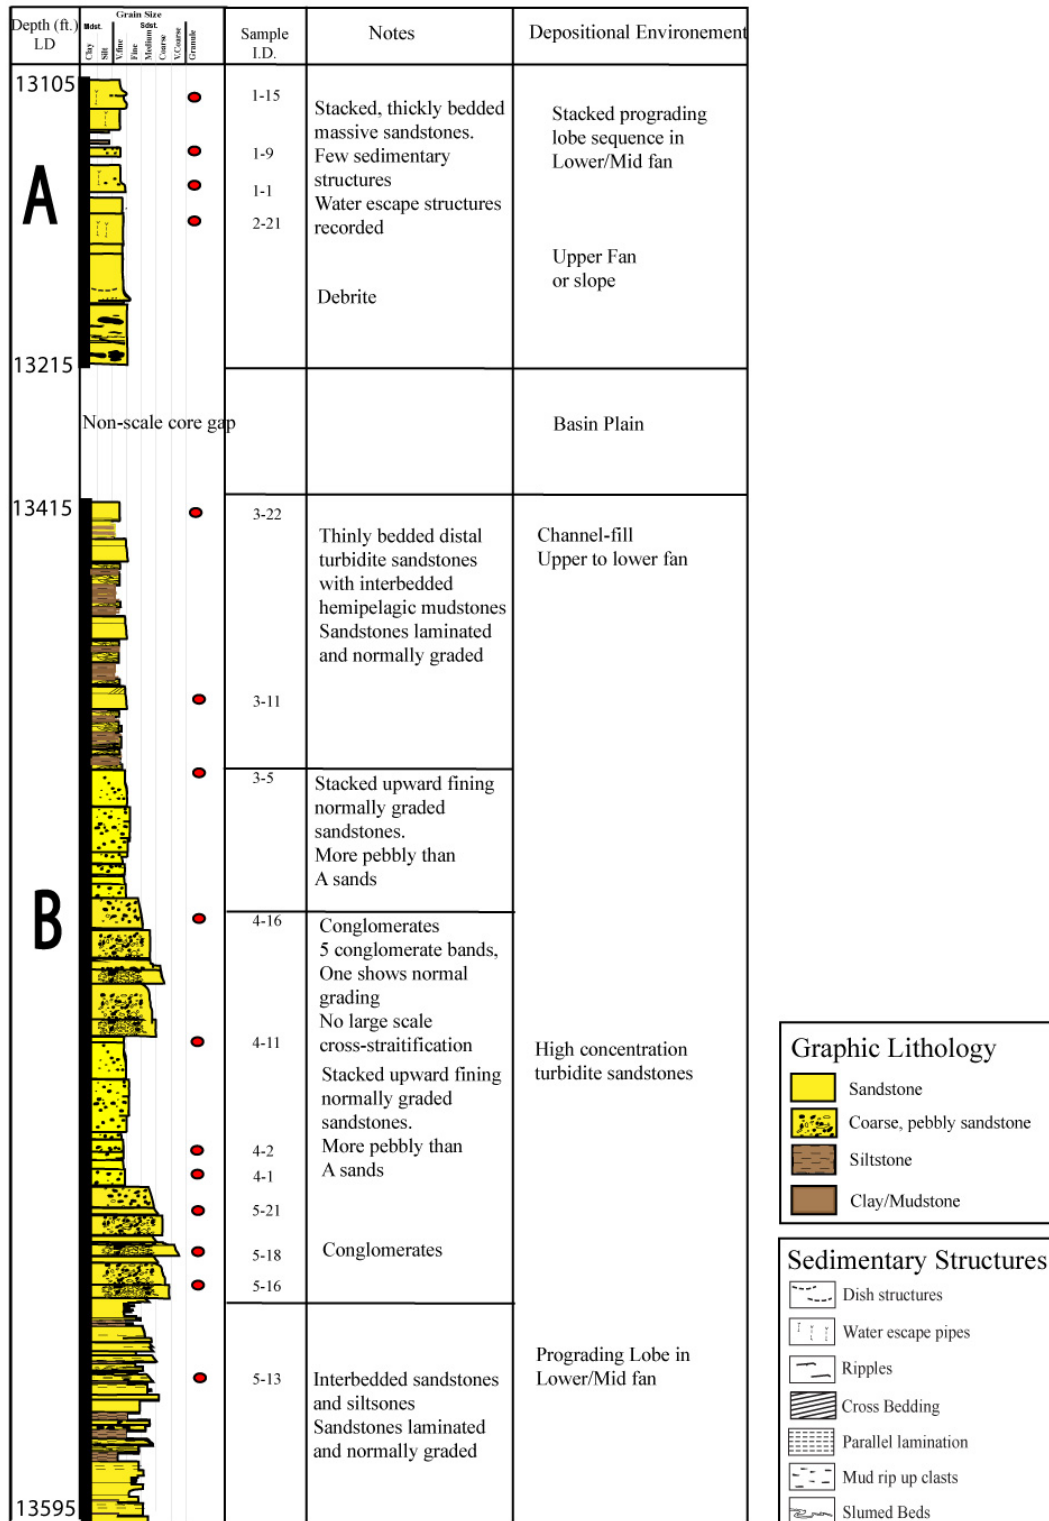 Depth (ft.)
LD
Grain Size
Mdst.
Sdst.
Clay
Silt
V.fine
Fine
Medium
Coarse
V.Coarse
Granule
Sample
I.D.
Notes
Depositional Environement
13105
A
13215
1-15
1-9
1-1
2-21
Stacked, thickly bedded
massive sandstones.
Few sedimentary
structures
Water escape structures
recorded
Debrite
Stacked prograding
lobe sequence in
Lower/Mid fan
Upper Fan
or slope
Non-scale core gap
Basin Plain
13415
B
13595
3-22
3-11
Thinly bedded distal
turbidite sandstones
with interbedded
hemipelagic mudstones
Sandstones laminated
and normally graded
Channel-fill
Upper to lower fan
3-5
Stacked upward fining
normally graded
sandstones.
More pebbly than
A sands
4-16
4-11
4-2
4-1
5-21
5-18
5-16
Conglomerates
5 conglomerate bands,
One shows normal
grading
No large scale
cross-straitification
Stacked upward fining
normally graded
sandstones.
More pebbly than
A sands
Conglomerates
High concentration
turbidite sandstones
5-13
Interbedded sandstones
and siltsones
Sandstones laminated
and normally graded
Prograding Lobe in
Lower/Mid fan
Graphic Lithology
Sandstone
Coarse, pebbly sandstone
Siltstone
Clay/Mudstone
Sedimentary Structures
Dish structures
Water escape pipes
Ripples
Cross Bedding
Parallel lamination
Mud rip up clasts
Slumed Beds